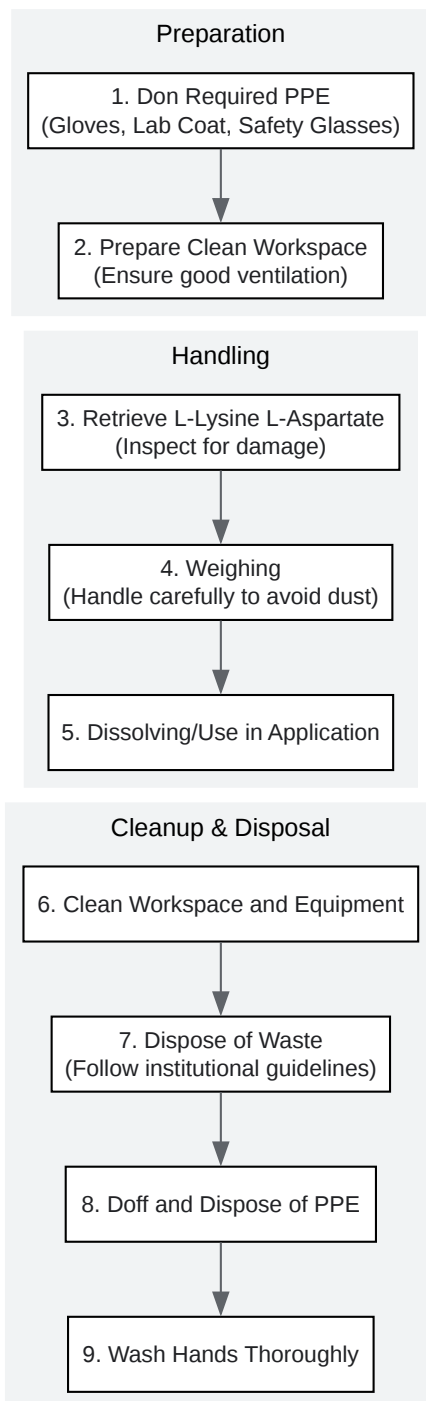 Preparation
1. Don Required PPE
(Gloves, Lab Coat, Safety Glasses)
2. Prepare Clean Workspace
(Ensure good ventilation)
Handling
3. Retrieve L-Lysine L-Aspartate
(Inspect for damage)
4. Weighing
(Handle carefully to avoid dust)
5. Dissolving/Use in Application
Cleanup & Disposal
6. Clean Workspace and Equipment
7. Dispose of Waste
(Follow institutional guidelines)
8. Doff and Dispose of PPE
9. Wash Hands Thoroughly